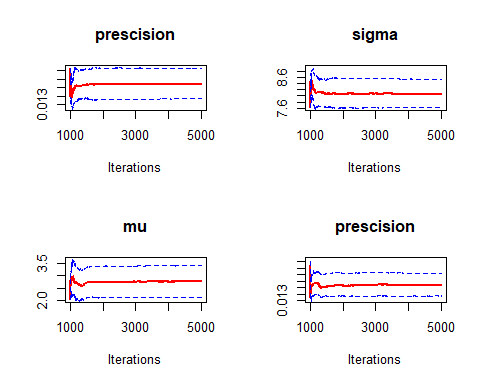 prescision
0.013
1000 3000 5000
Iterations
sigma
7.6 8.6
1000 3000 5000
Iterations
mu
2.0 3.5
1000 3000 5000
Iterations
prescision
0.013
1000 3000 5000
Iterations